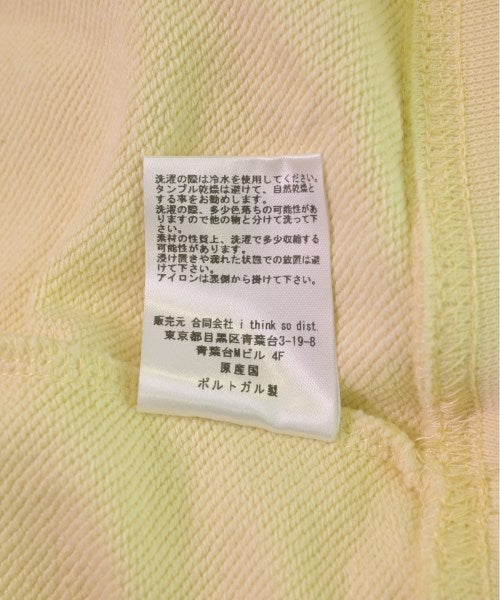 洗濯の際は冷水を使用してください。
タンブル乾燥は避けて、自然乾燥と
する事をお勧めします。
洗濯の際、多少色落ちの可能性があ
りますので他の物と分けて洗って下
さい。
素材の性質上、洗濯で多少収縮する
可能性があります。
浸け置きや濡れた状態での放置は避
けて下さい。
アイロンは裏側から掛けて下さい。
販売元 合同会社 i think so dist.
東京都目黒区青葉台3-19-8
青葉台Mビル 4F
原産国
ポルトガル製